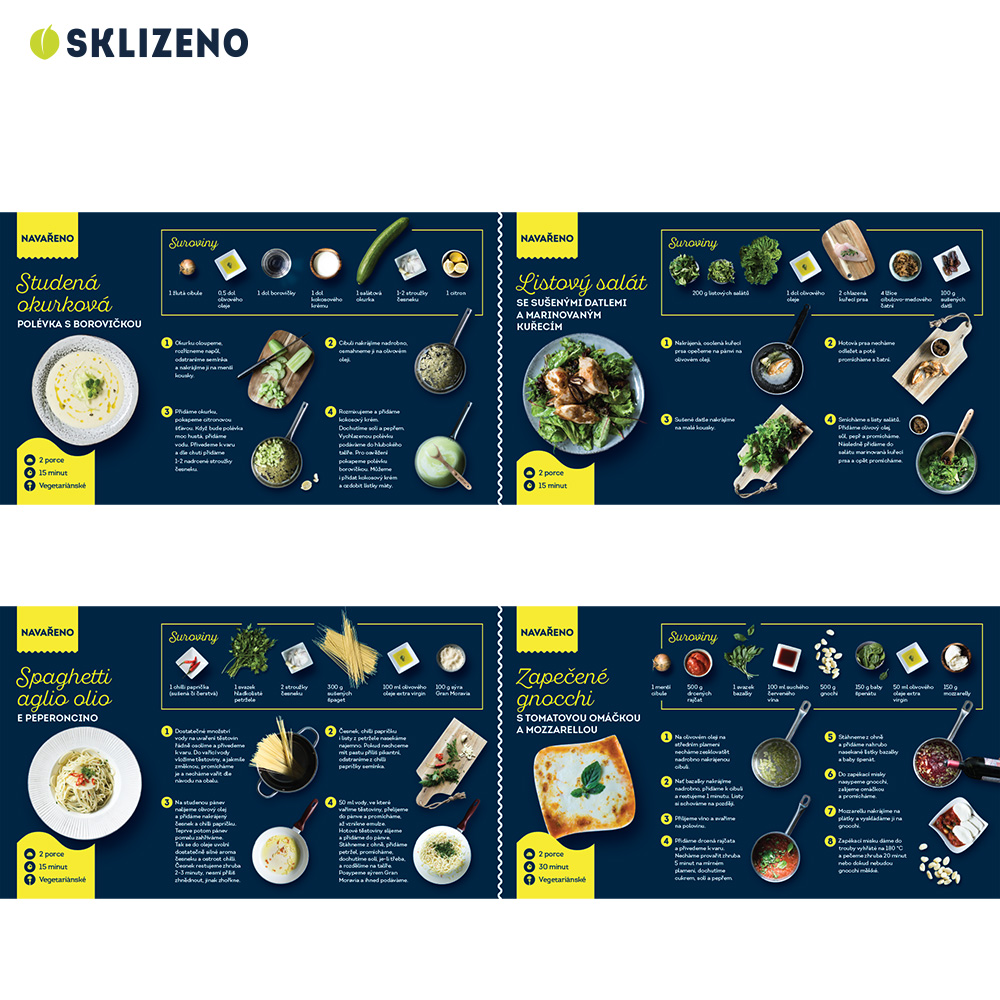 SKLIZENO
NAVAŘENO
Studená
okurková
POLÉVKA S BOROVIČKOU
2 porce
15 minut
Vegetariánské
Suroviny
1 žlutá cibule
0,5 dcl
olivového
oleje
1 dcl borovičky
1 dcl
kokosového
krému
1 salátová
okurka
1-2 stroužky
česneku
1 citron
1 Okurku oloupeme,
rozřízneme napůl,
odstraníme semínka
a nakrájíme ji na menší
kousky.
2 Cibuli nakrájíme nadrobno,
osmahneme ji na olivovém
oleji.
3 Přidáme okurku,
pokapeme citronovou
šťávou. Když bude polévka
moc hustá, přidáme
vodu. Přivedeme k varu
a dle chuti přidáme
1-2 nadrcené stroužky
česneku.
4 Rozmixujeme a přidáme
kokosový krém.
Dochutíme solí a pepřem.
Vychlazenou polévku
podáváme do hlubokého
talíře. Pro osvěžení
pokapeme polévku
borovičkou. Můžeme
i přidat kokosový krém
a ozdobit lístky máty.
NAVAŘENO
Listový salát
SE SUŠENÝMI DATLEMI
A MARINOVANÝM
KUŘECÍM
2 porce
15 minut
Suroviny
200 g listových salátů
1 dcl olivového
oleje
2 chlazená
kuřecí prsa
4 lžíce
cibulovo-medového
čatní
100 g
sušených
datlí
1 Nakrájená, osolená kuřecí
prsa opečeme na pánvi na
olivovém oleji.
2 Hotová prsa necháme
odležet a poté
promícháme s čatní.
3 Sušené datle nakrájíme
na malé kousky.
4 Smícháme s listy salátů.
Přidáme olivový olej,
sůl, pepř a promícháme.
Následně přidáme do
salátu marinovaná kuřecí
prsa a opět promícháme.
NAVAŘENO
Spaghetti
aglio olio
E PEPERONCINO
2 porce
15 minut
Vegetariánské
Suroviny
1 chilli paprička
(sušená či čerstvá)
1 svazek
hladkolisté
petržele
2 stroužky
česneku
300 g
sušených
špaget
100 ml olivového
oleje extra virgin
100 g sýra
Gran Moravia
1 Dostatečné množství
vody na uvaření těstovin
řádně osolíme a přivedeme
k varu. Do vařící vody
vložíme těstoviny, a jakmile
změknou, promícháme
je a necháme vařit dle
návodu na obalu.
2 Česnek, chilli papričku
i listy z petržele nasekáme
najemno. Pokud nechceme
mít pastu příliš pikantní,
odstraníme z chilli
papričky semínka.
3 Na studenou pánev
nalijeme olivový olej
a přidáme nakrájený
česnek a chilli papričku.
Teprve potom pánev
pomalu zahříváme.
Tak se do oleje uvolní
dostatečně silné aroma
česneku a ostrost chilli.
Česnek restujeme zhruba
2-3 minuty, nesmí příliš
zhnědnout, jinak zhořkne.
4 50 ml vody, ve které
vaříme těstoviny, přelijeme
do pánve a promícháme,
až vznikne emulze.
Hotové těstoviny slijeme
a přidáme do pánve.
Stáhneme z ohně, přidáme
petržel, promícháme,
dochutíme solí, je-li třeba,
a rozdělíme na talíře.
Posypeme sýrem Gran
Moravia a ihned podáváme.
NAVAŘENO
Zapečené
gnocchi
S TOMATOVOU OMÁČKOU
A MOZZARELLOU
2 porce
30 minut
Vegetariánské
Suroviny
1 menší
cibule
500 g
drcených
rajčat
1 svazek
bazalky
100 ml suchého
červeného
vína
500 g
gnocchi
150 g baby
špenátu
50 ml olivového
oleje extra
virgin
150 g
mozzarelly
1 Na olivovém oleji na
středním plameni
necháme zesklovatět
nadrobno nakrájenou
cibuli.
2 Nať bazalky nakrájíme
nadrobno, přidáme k cibuli
a restujeme 1 minutu. Listy
si schováme na později.
3 Přilijeme víno a svaříme
na polovinu.
4 Přidáme drcená rajčata
a přivedeme k varu.
Necháme provařit zhruba
5 minut na mírném
plameni, dochutíme
cukrem, solí a pepřem.
5 Stáhneme z ohně
a přidáme nahrubo
nasekané lístky bazalky
a baby špenát.
6 Do zapékací misky
nasypeme gnocchi,
zalijeme omáčkou
a promícháme.
7 Mozzarellu nakrájíme na
plátky a vyskládáme ji na
gnocchi.
8 Zapékací misku dáme do
trouby vyhřáté na 180 °C
a pečeme zhruba 20 minut
nebo dokud nebudou
gnocchi měkké.